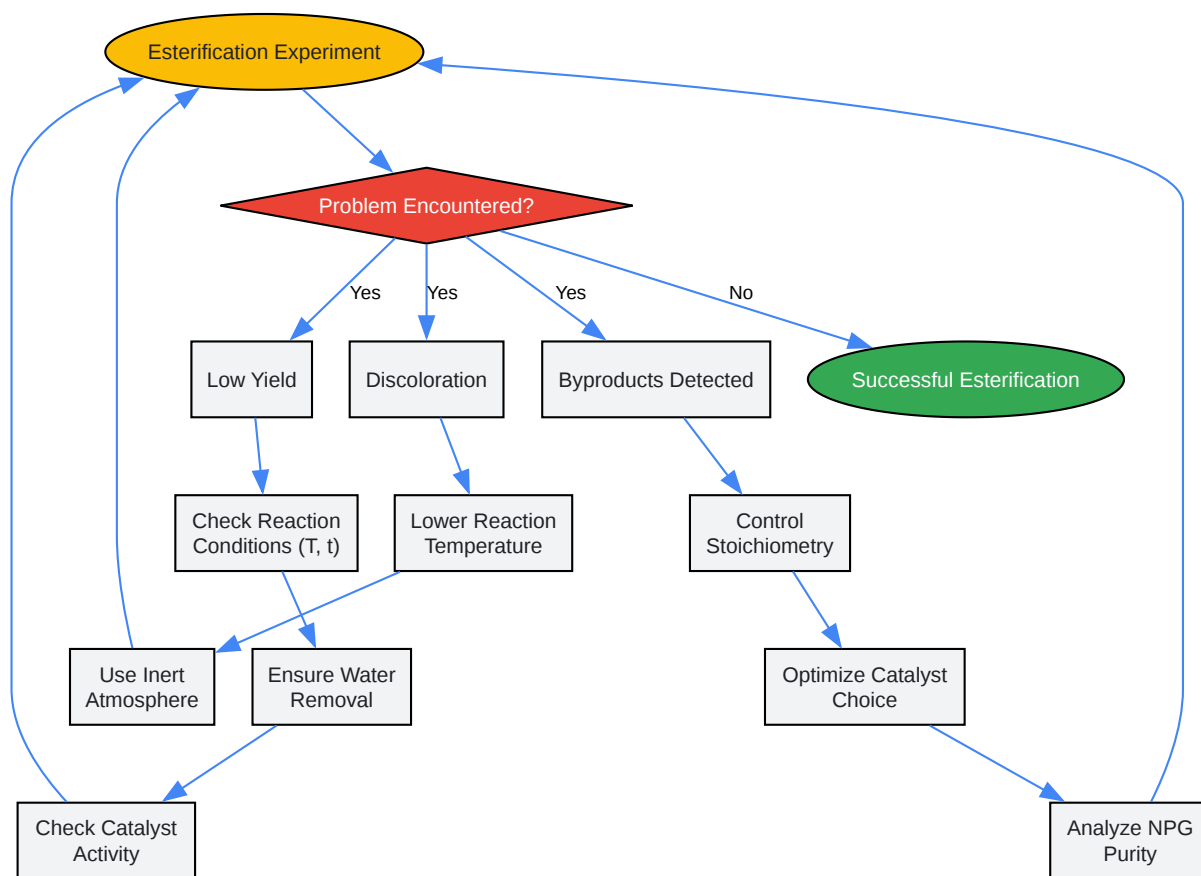 Esterification Experiment
Problem Encountered?
Yes
Yes
Yes
No
Low Yield
Discoloration
Byproducts Detected
Successful Esterification
Check Reaction
Conditions (T, t)
Lower Reaction
Temperature
Control
Stoichiometry
Use Inert
Atmosphere
Ensure Water
Removal
Optimize Catalyst
Choice
Check Catalyst
Activity
Analyze NPG
Purity